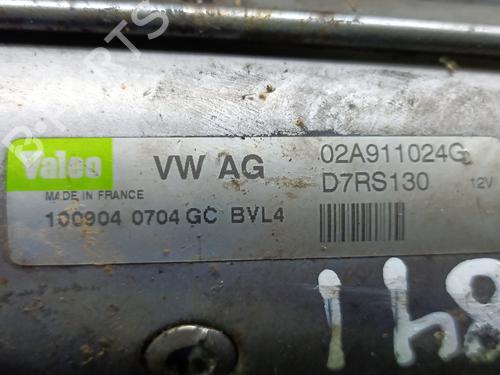 Valeo VW AG 02A911024G
MADE IN FRANCE D7RS130 12V
100904 0704 GC BVL4